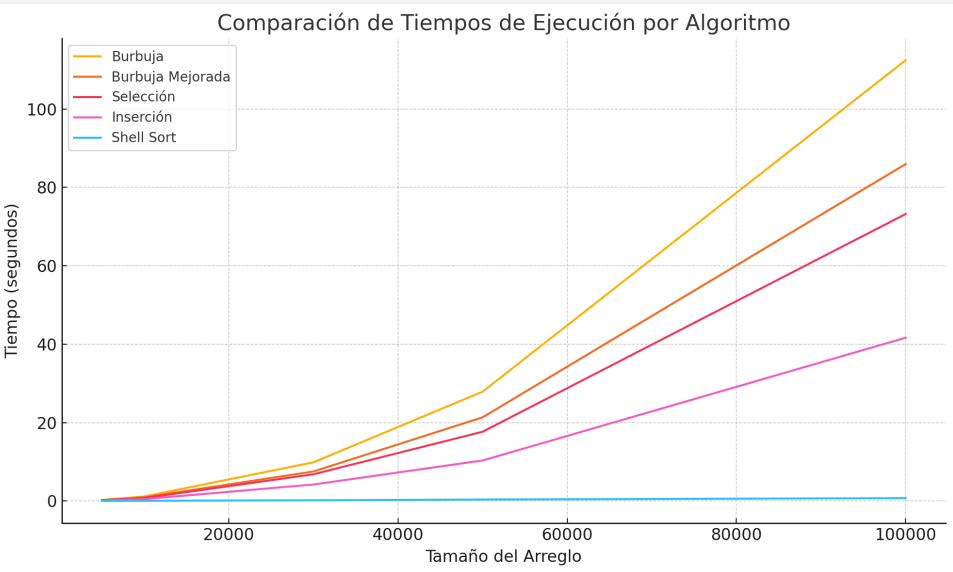 Comparación de Tiempos de Ejecución por Algoritmo
Burbuja
Burbuja Mejorada
Selección
Inserción
Shell Sort
Tiempo (segundos)
100
80
60
40
20
0
20000 40000 60000 80000 100000
Tamaño del Arreglo